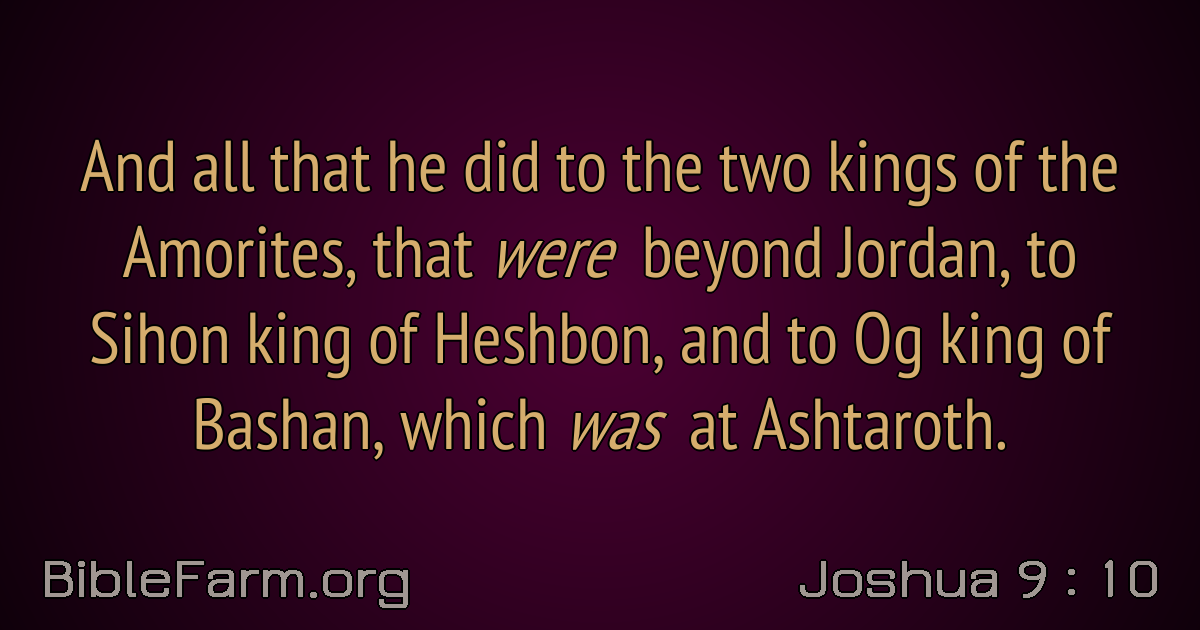 And all that he did to the two kings of the
Amorites, that were beyond Jordan, to
Sihon king of Heshbon, and to Og king of
Bashan, which was at Ashtaroth.
BibleFarm.org
Joshua 9 : 10